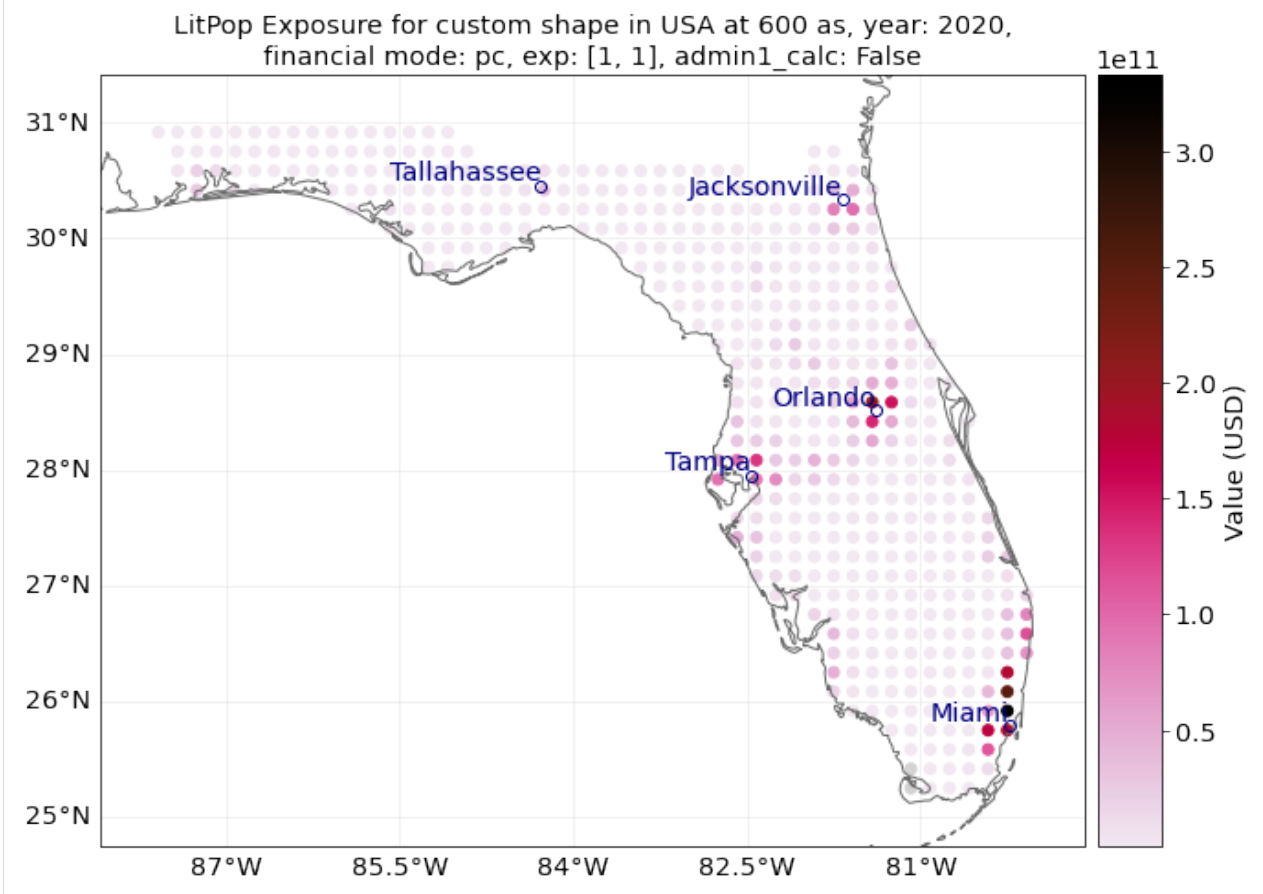 LitPop Exposure for custom shape in USA at 600 as, year: 2020,
financial mode: pc, exp: [1, 1], admin1_calc: False
1e11
31°N
30°N
29°N
28°N
27°N
26°N
25°N
Tallahassee
Jacksonville
Orlando
Tampa
Miami
87°W
85.5°W
84°W
82.5°W
81°W
3.0
2.5
2.0
1.5
1.0
0.5
Value (USD)